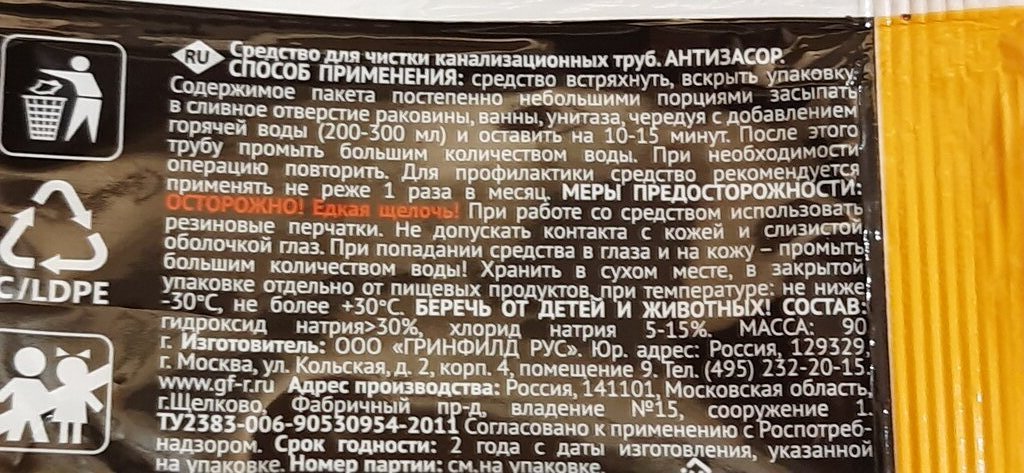 RU Средство для чистки канализационных труб. АНТИЗАСОР.
СПОСОБ ПРИМЕНЕНИЯ: средство встряхнуть, вскрыть упаковку.
Содержимое пакета постепенно небольшими порциями засыпать
в сливное отверстие раковины, ванны, унитаза, чередуя с добавлением
горячей воды (200-300 мл) и оставить на 10-15 минут. После этого
трубу промыть большим количеством воды. При необходимости
операцию повторить. Для профилактики средство рекомендуется
применять не реже 1 раза в месяц. МЕРЫ ПРЕДОСТОРОЖНОСТИ:
ОСТОРОЖНО! Едкая щелочь! При работе со средством использовать
резиновые перчатки. Не допускать контакта с кожей и слизистой
оболочкой глаз. При попадании средства в глаза и на кожу – промыть
большим количеством воды! Хранить в сухом месте, в закрытой
упаковке отдельно от пищевых продуктов, при температуре: не ниже
-30°C, не более +30°C. БЕРЕЧЬ ОТ ДЕТЕЙ И ЖИВОТНЫХ! СОСТАВ:
гидроксид натрия>30%, хлорид натрия 5-15%. МАССА: 90
г. Изготовитель: ООО «ГРИНФИЛД РУС». Юр. адрес: Россия, 129329,
г. Москва, ул. Кольская, д. 2, корп. 4, помещение 9. Тел. (495) 232-20-15.
www.gf-r.ru Адрес производства: Россия, 141101, Московская область,
г.Щелково, Фабричный пр-д, владение №15, сооружение 1.
ТУ2383-006-90530954-2011 Согласовано к применению с Роспотреб-
надзором. Срок годности: 2 года с даты изготовления, указанной
на упаковке. Номер партии: см.на упаковке.
C/LDPE